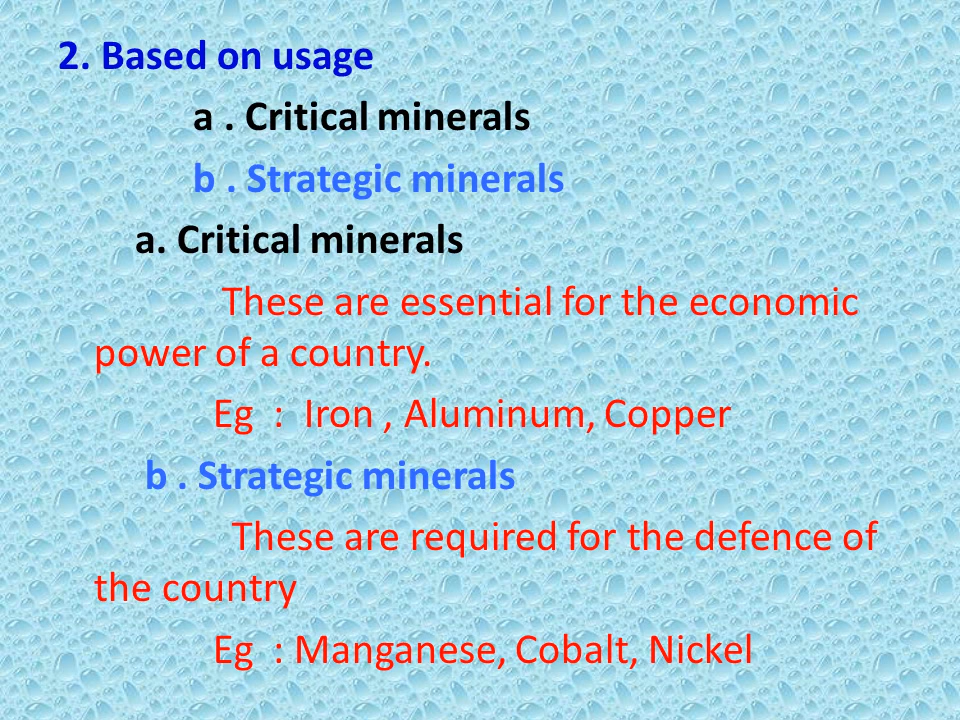 2. Based on usage
a . Critical minerals
b . Strategic minerals
a. Critical minerals
These are essential for the economic
power of a country.
Eg : Iron , Aluminum, Copper
b . Strategic minerals
These are required for the defence of
the country
Eg : Manganese, Cobalt, Nickel